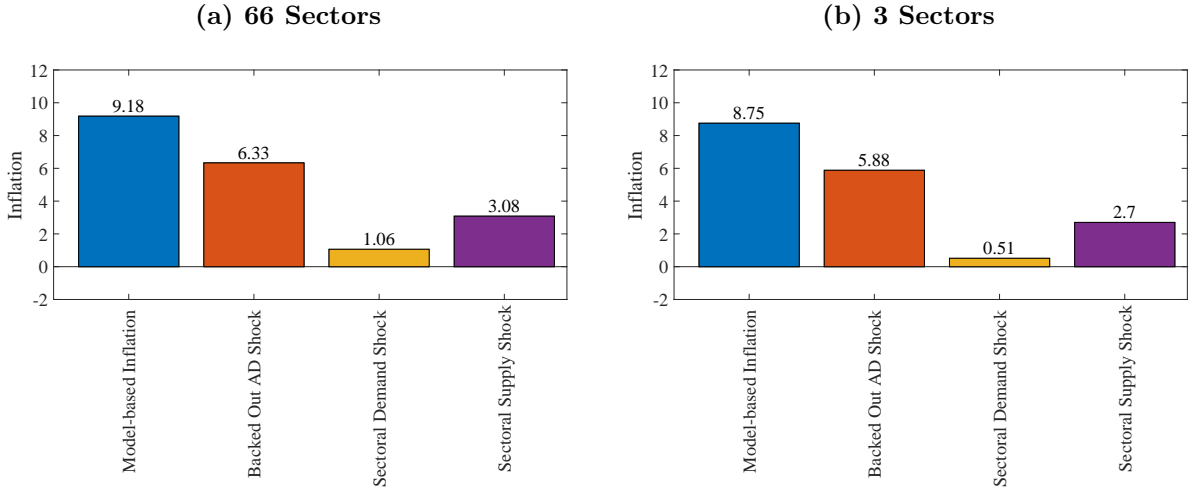 (a) 66 Sectors
12
10
8
6
4
2
0
-2
Inflation
9.18
6.33
1.06
3.08
Model-based Inflation
Backed Out AD Shock
Sectoral Demand Shock
Sectoral Supply Shock
(b) 3 Sectors
12
10
8
6
4
2
0
-2
Inflation
8.75
5.88
0.51
2.7
Model-based Inflation
Backed Out AD Shock
Sectoral Demand Shock
Sectoral Supply Shock